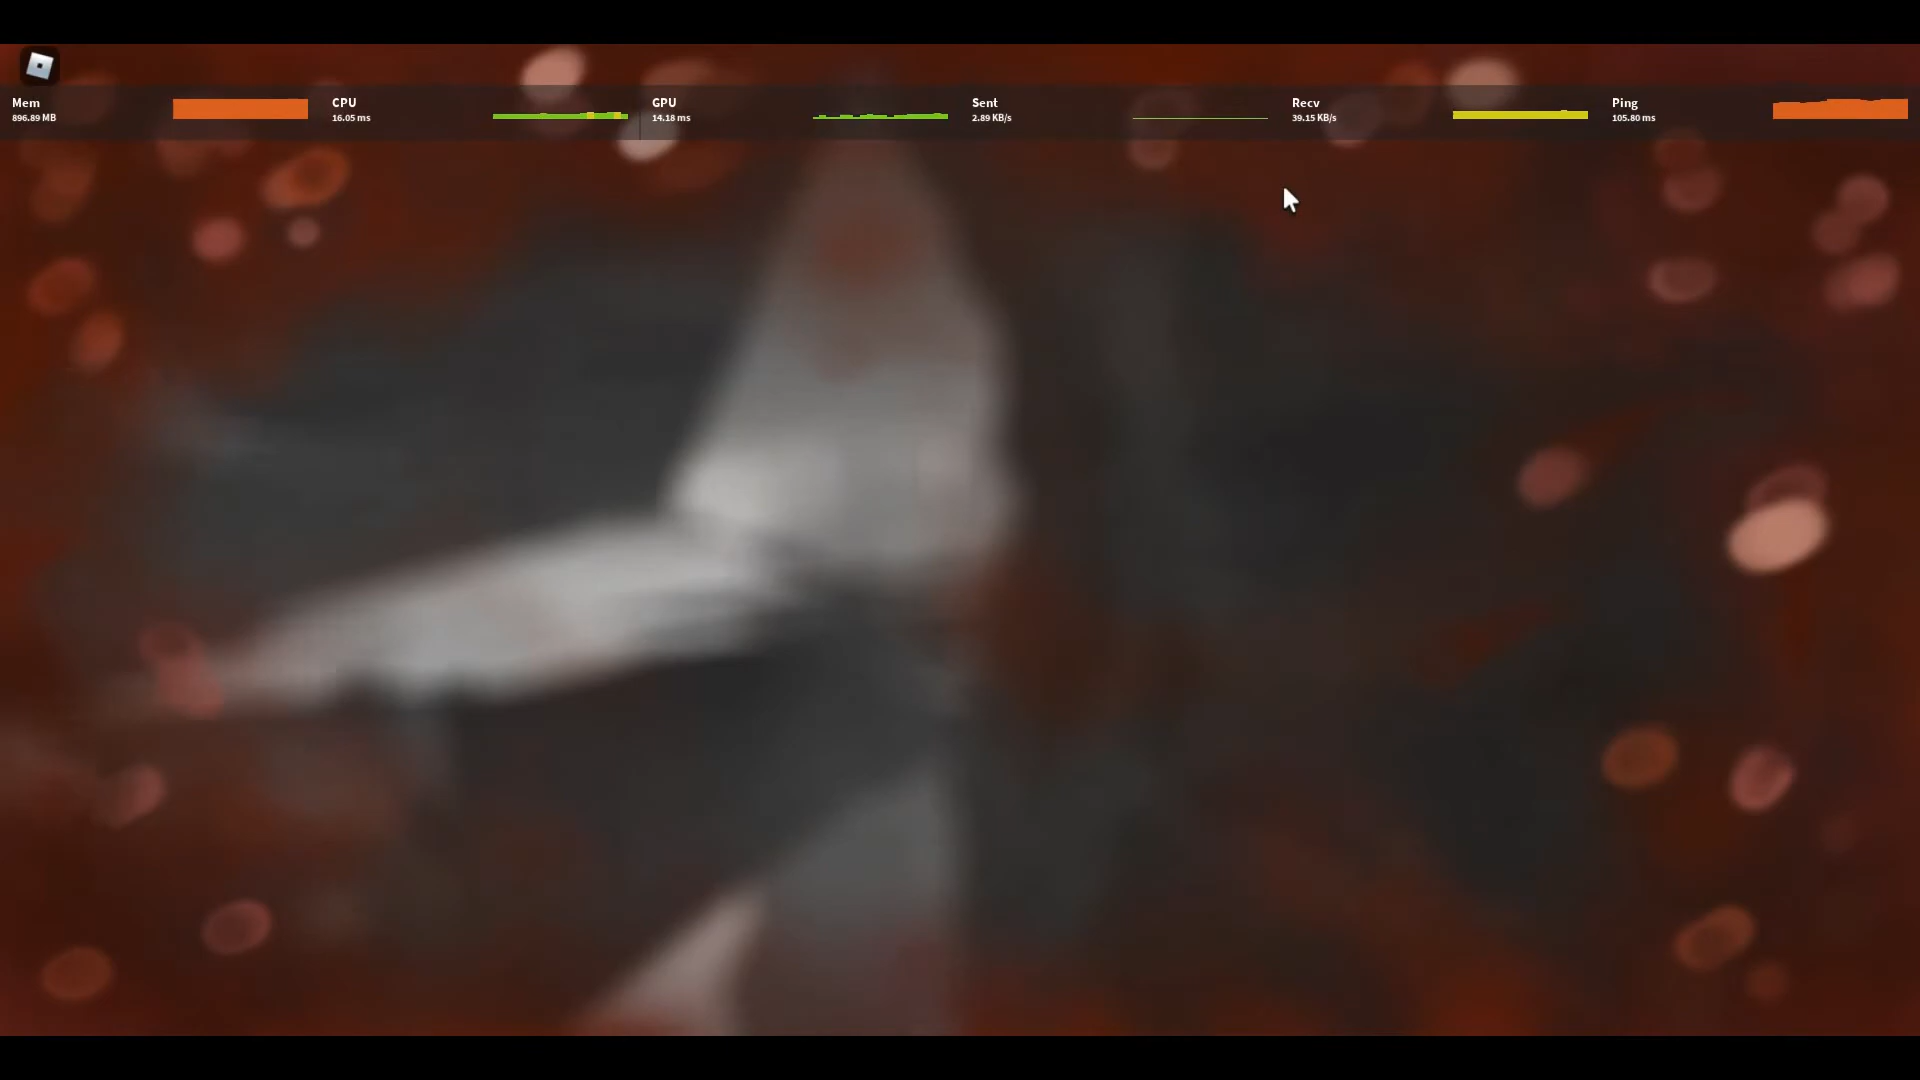 Mem
896.89 MB
CPU
16.05 ms
GPU
14.18 ms
Sent
2.89 KB/s
Recv
39.15 KB/s
Ping
105.80 ms